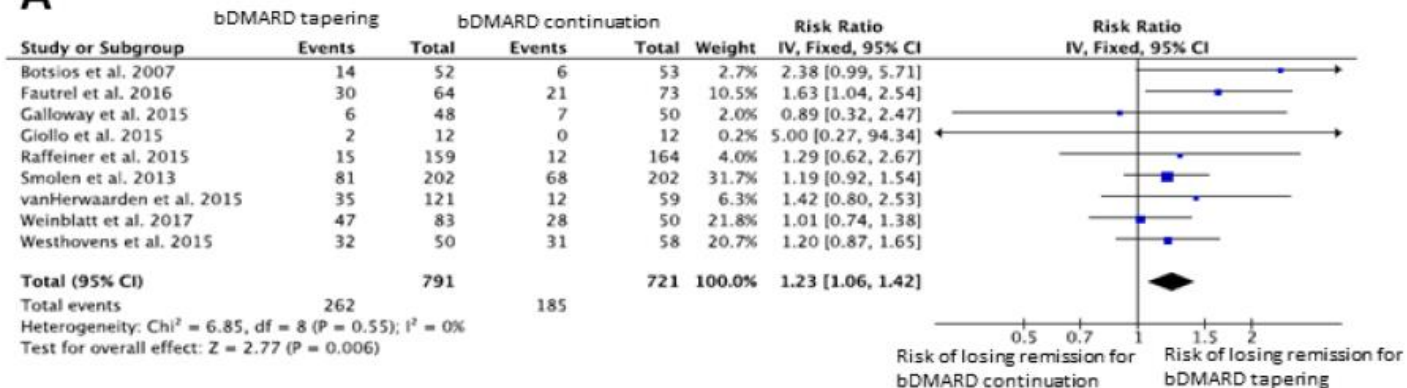 A
bDMARD tapering bDMARD continuation Risk Ratio Risk Ratio
Study or Subgroup Events Total Events Total Weight IV, Fixed, 95% CI IV, Fixed, 95% CI
Botsios et al. 2007 14 52 6 53 2.7% 2.38 [0.99, 5.71]
Fautrel et al. 2016 30 64 21 73 10.5% 1.63 [1.04, 2.54]
Galloway et al. 2015 6 48 7 50 2.0% 0.89 [0.32, 2.47]
Giollo et al. 2015 2 12 0 12 0.2% 5.00 [0.27, 94.34]
Raffeiner et al. 2015 15 159 12 164 4.0% 1.29 [0.62, 2.67]
Smolen et al. 2013 81 202 68 202 31.7% 1.19 [0.92, 1.54]
vanHerwaarden et al. 2015 35 121 12 59 6.3% 1.42 [0.80, 2.53]
Weinblatt et al. 2017 47 83 28 50 21.8% 1.01 [0.74, 1.38]
Westhovens et al. 2015 32 50 31 58 20.7% 1.20 [0.87, 1.65]
Total (95% CI) 791 721 100.0% 1.23 [1.06, 1.42]
Total events 262 185
Heterogeneity: Chi² = 6.85, df = 8 (P = 0.55); I² = 0%
Test for overall effect: Z = 2.77 (P = 0.006)
0.5 0.7 1 1.5 2
Risk of losing remission for Risk of losing remission for
bDMARD continuation bDMARD tapering